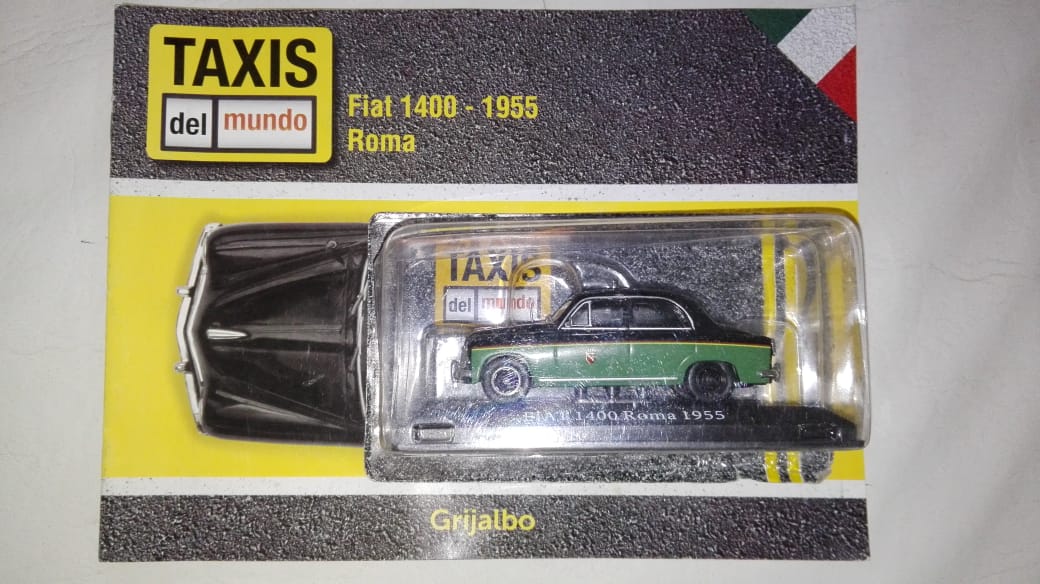 TAXIS
del mundo
Fiat 1400 - 1955
Roma
TAXIS
del mundo
FIAT 1400 Roma 1955
Grijalbo